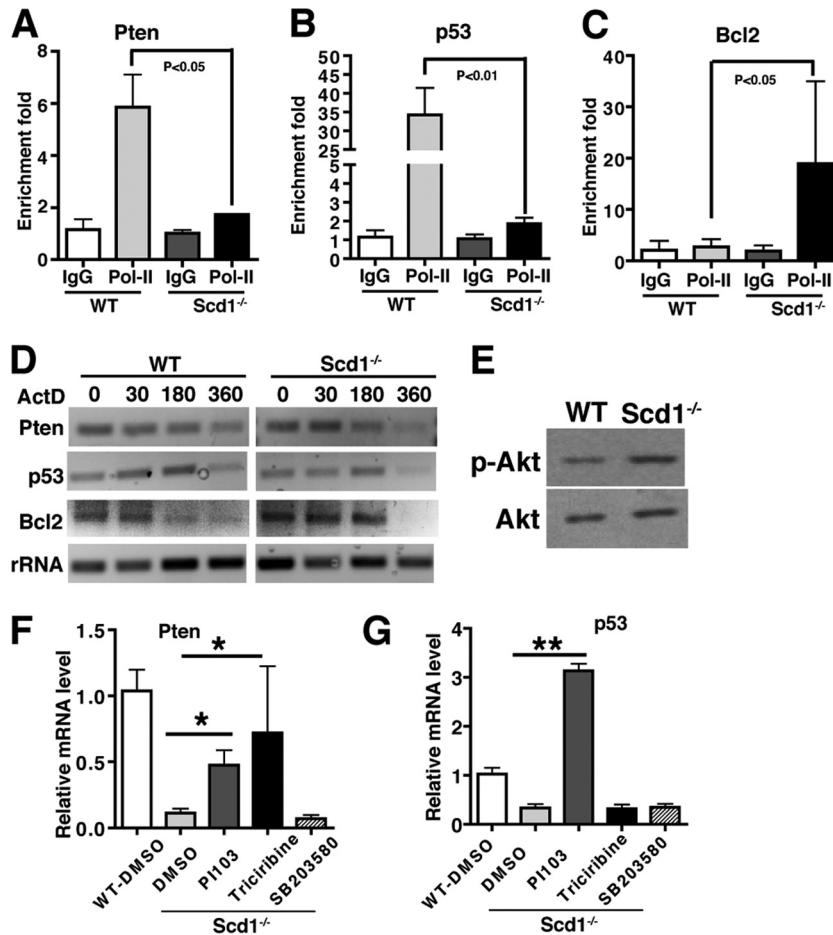 A
Pten
Enrichment fold
8
6
4
2
0
P<0.05
IgG Pol-II IgG Pol-II
WT Scd1-/-
B
p53
Enrichment fold
50
45
40
35
30
25
5
4
3
2
1
0
P<0.01
IgG Pol-II IgG Pol-II
WT Scd1-/-
C
Bcl2
Enrichment fold
40
30
20
10
0
P<0.05
IgG Pol-II IgG Pol-II
WT Scd1-/-
D
WT Scd1-/-
ActD 0 30 180 360 0 30 180 360
Pten
p53
Bcl2
rRNA
E
WT Scd1-/-
p-Akt
Akt
F
Pten
Relative mRNA level
1.5
1.0
0.5
0.0
*
*
WT-DMSO
DMSO
PI103
Triciribine
SB203580
Scd1-/-
G
p53
Relative mRNA level
4
3
2
1
0
**
WT-DMSO
DMSO
PI103
Triciribine
SB203580
Scd1-/-